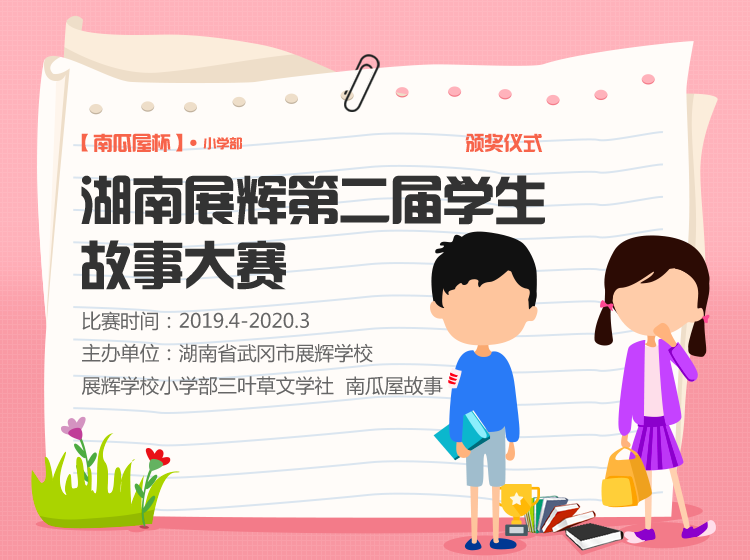 【南瓜屋杯】• 小学部 颁奖仪式
湖南展辉第二届学生
故事大赛
比赛时间：2019.4-2020.3
主办单位：湖南省武冈市展辉学校
展辉学校小学部三叶草文学社 南瓜屋故事